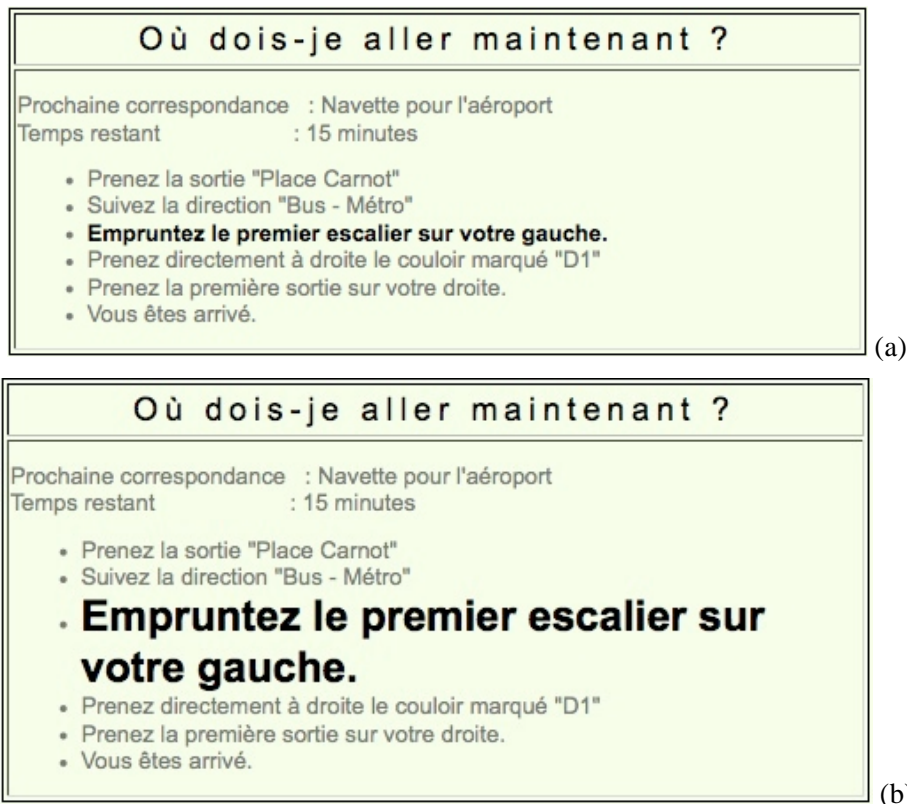 Où dois-je aller maintenant ?
Prochaine correspondance : Navette pour l'aéroport
Temps restant : 15 minutes
• Prenez la sortie "Place Carnot"
• Suivez la direction "Bus - Métro"
• Empruntez le premier escalier sur votre gauche.
• Prenez directement à droite le couloir marqué "D1"
• Prenez la première sortie sur votre droite.
• Vous êtes arrivé.
(a)
Où dois-je aller maintenant ?
Prochaine correspondance : Navette pour l'aéroport
Temps restant : 15 minutes
• Prenez la sortie "Place Carnot"
• Suivez la direction "Bus - Métro"
• Empruntez le premier escalier sur
votre gauche.
• Prenez directement à droite le couloir marqué "D1"
• Prenez la première sortie sur votre droite.
• Vous êtes arrivé.
(b)